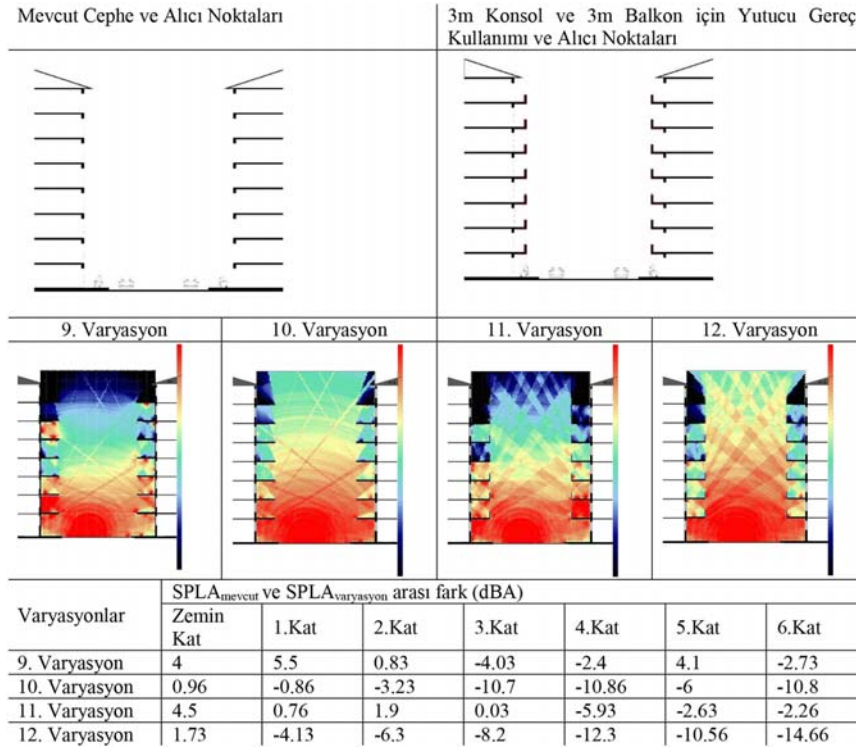 Mevcut Cephe ve Alıcı Noktaları
3m Konsol ve 3m Balkon için Yutucu Gereç
Kullanımı ve Alıcı Noktaları
9. Varyasyon 10. Varyasyon 11. Varyasyon 12. Varyasyon
Varyasyonlar
SPLAmevcut ve SPLAvaryasyon arası fark (dBA)
Zemin
Kat 1.Kat 2.Kat 3.Kat 4.Kat 5.Kat 6.Kat
9. Varyasyon 4 5.5 0.83 -4.03 -2.4 4.1 -2.73
10. Varyasyon 0.96 -0.86 -3.23 -10.7 -10.86 -6 -10.8
11. Varyasyon 4.5 0.76 1.9 0.03 -5.93 -2.63 -2.26
12. Varyasyon 1.73 -4.13 -6.3 -8.2 -12.3 -10.56 -14.66